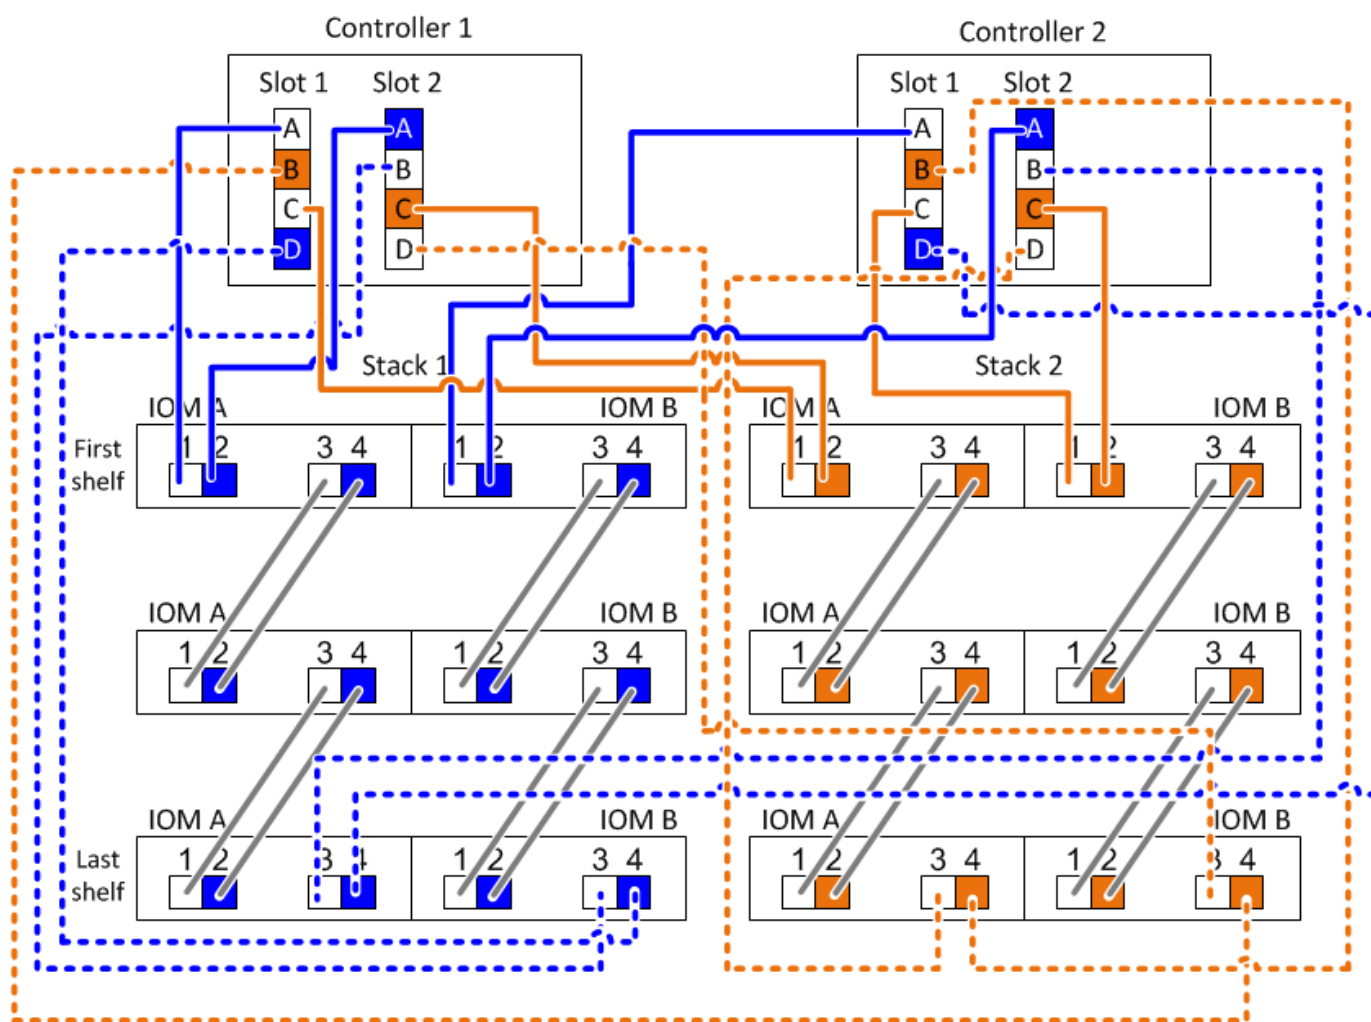 Controller 1
Controller 2
Slot 1 Slot 2
Slot 1 Slot 2
A A
A A
B B
B B
C C
C C
D D
D D
Stack 1
Stack 2
IOM A IOM B
IOM A IOM B
First
shelf
1 2 3 4 1 2 3 4
1 2 3 4 1 2 3 4
IOM A IOM B
IOM A IOM B
1 2 3 4 1 2 3 4
1 2 3 4 1 2 3 4
IOM A IOM B
IOM A IOM B
Last
shelf
1 2 3 4 1 2 3 4
1 2 3 4 1 2 3 4